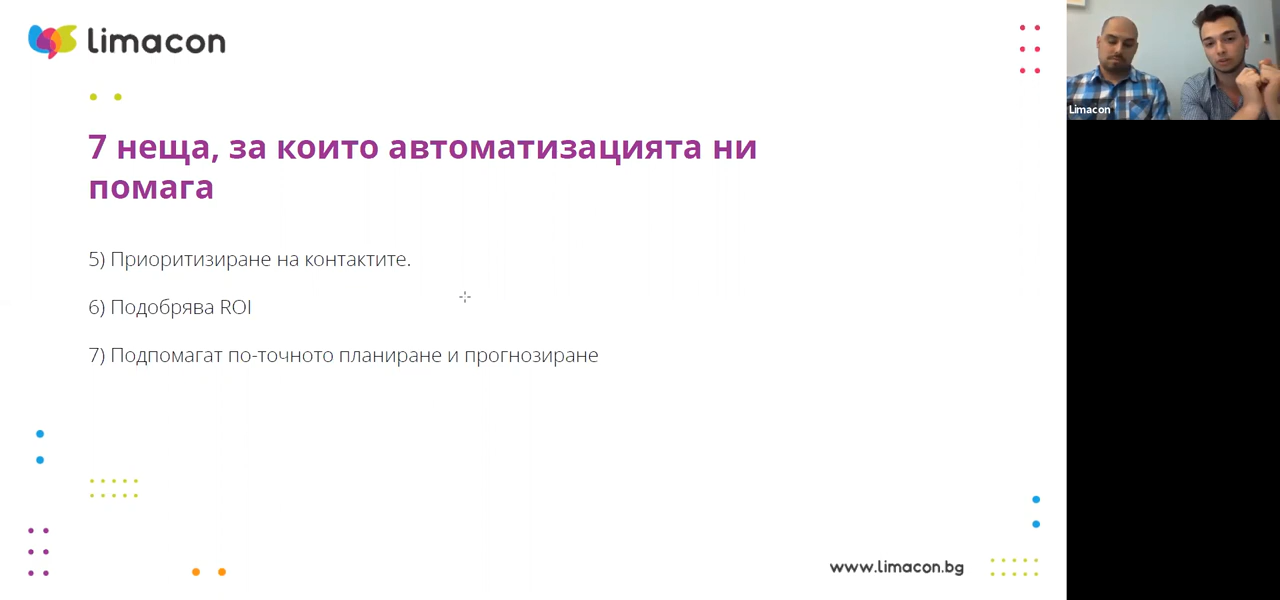 limacon
7 неща, за които автоматизацията ни
помага
5) Приоритизиране на контактите.
6) Подобрява ROI
7) Подпомагат по-точното планиране и прогнозиране
www.limacon.bg
Limacon